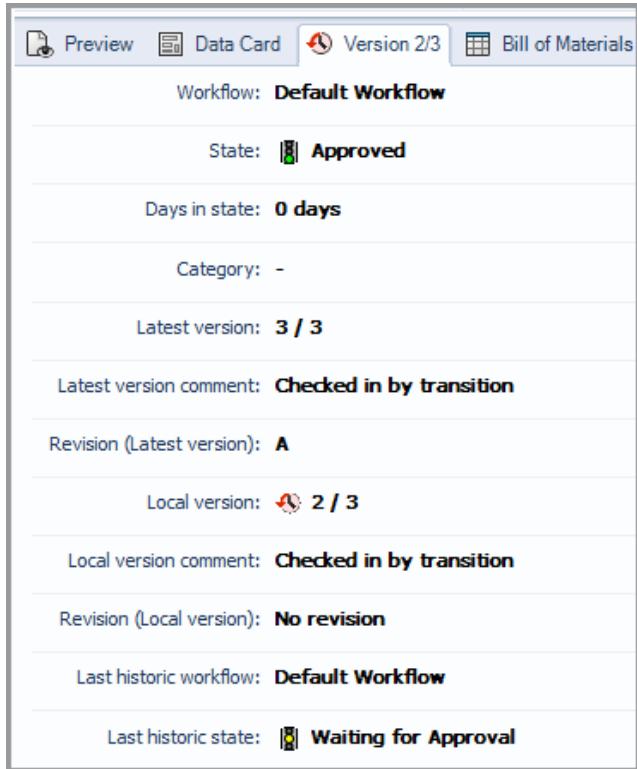 Preview Data Card Version 2/3 Bill of Materials
Workflow: Default Workflow
State: Approved
Days in state: 0 days
Category: -
Latest version: 3 / 3
Latest version comment: Checked in by transition
Revision (Latest version): A
Local version: 2 / 3
Local version comment: Checked in by transition
Revision (Local version): No revision
Last historic workflow: Default Workflow
Last historic state: Waiting for Approval